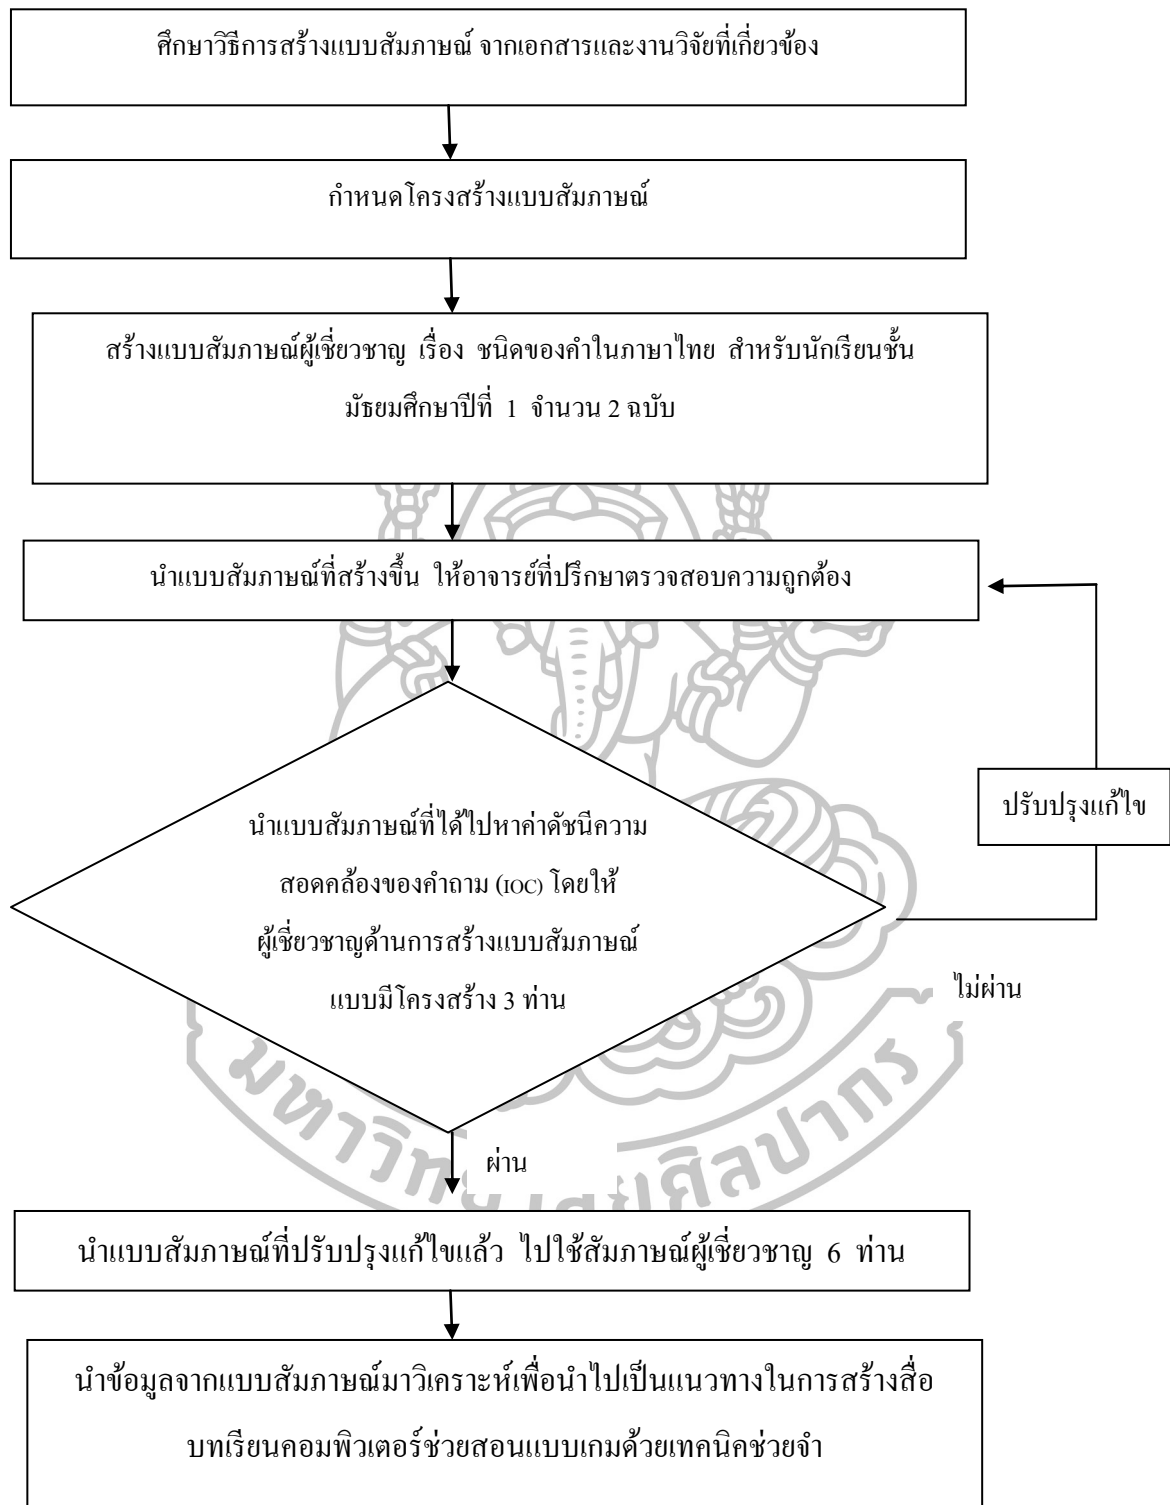 ศึกษาวิธีการสร้างแบบสัมภาษณ์ จากเอกสารและงานวิจัยที่เกี่ยวข้อง
กำหนดโครงสร้างแบบสัมภาษณ์
สร้างแบบสัมภาษณ์ผู้เชี่ยวชาญ เรื่อง ชนิดของคำในภาษาไทย สำหรับนักเรียนชั้น
มัธยมศึกษาปีที่ 1 จำนวน 2 ฉบับ
นำแบบสัมภาษณ์ที่สร้างขึ้น ให้อาจารย์ที่ปรึกษาตรวจสอบความถูกต้อง
ปรับปรุงแก้ไข
นำแบบสัมภาษณ์ที่ได้ไปหาค่าดัชนีความ
สอดคล้องของคำถาม (IOC) โดยให้
ผู้เชี่ยวชาญด้านการสร้างแบบสัมภาษณ์
แบบมีโครงสร้าง 3 ท่าน
ไม่ผ่าน
ผ่าน
นำแบบสัมภาษณ์ที่ปรับปรุงแก้ไขแล้ว ไปใช้สัมภาษณ์ผู้เชี่ยวชาญ 6 ท่าน
นำข้อมูลจากแบบสัมภาษณ์มาวิเคราะห์เพื่อนำไปเป็นแนวทางในการสร้างสื่อ
บทเรียนคอมพิวเตอร์ช่วยสอนแบบเกมด้วยเทคนิคช่วยจำ